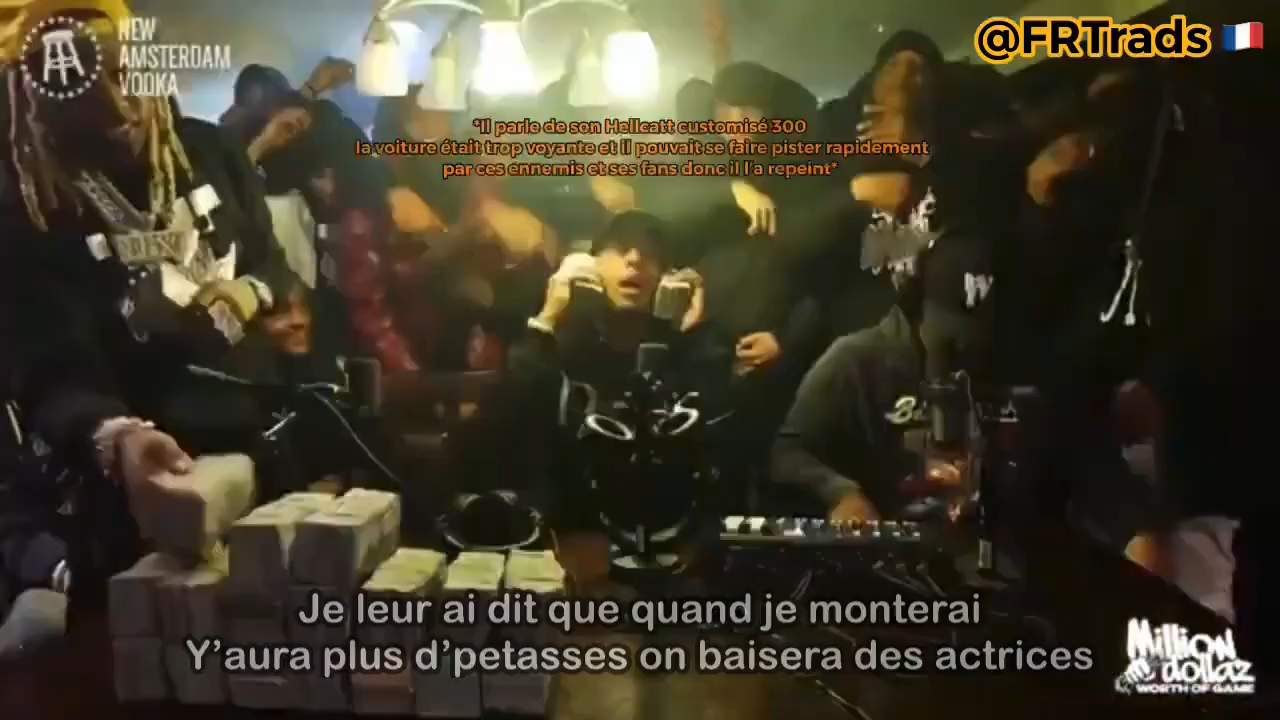 NEW
AMSTERDAM
VODKA
@FRTrads
*Il parle de son Hellcatt customisé 300
la voiture était trop voyante et il pouvait se faire pister rapidement
par ces ennemis et ses fans donc il l'a repeint*
Je leur ai dit que quand je monterai
Y'aura plus d'petasses on baisera des actrices
Million
dollaz
WORTH OF GAME